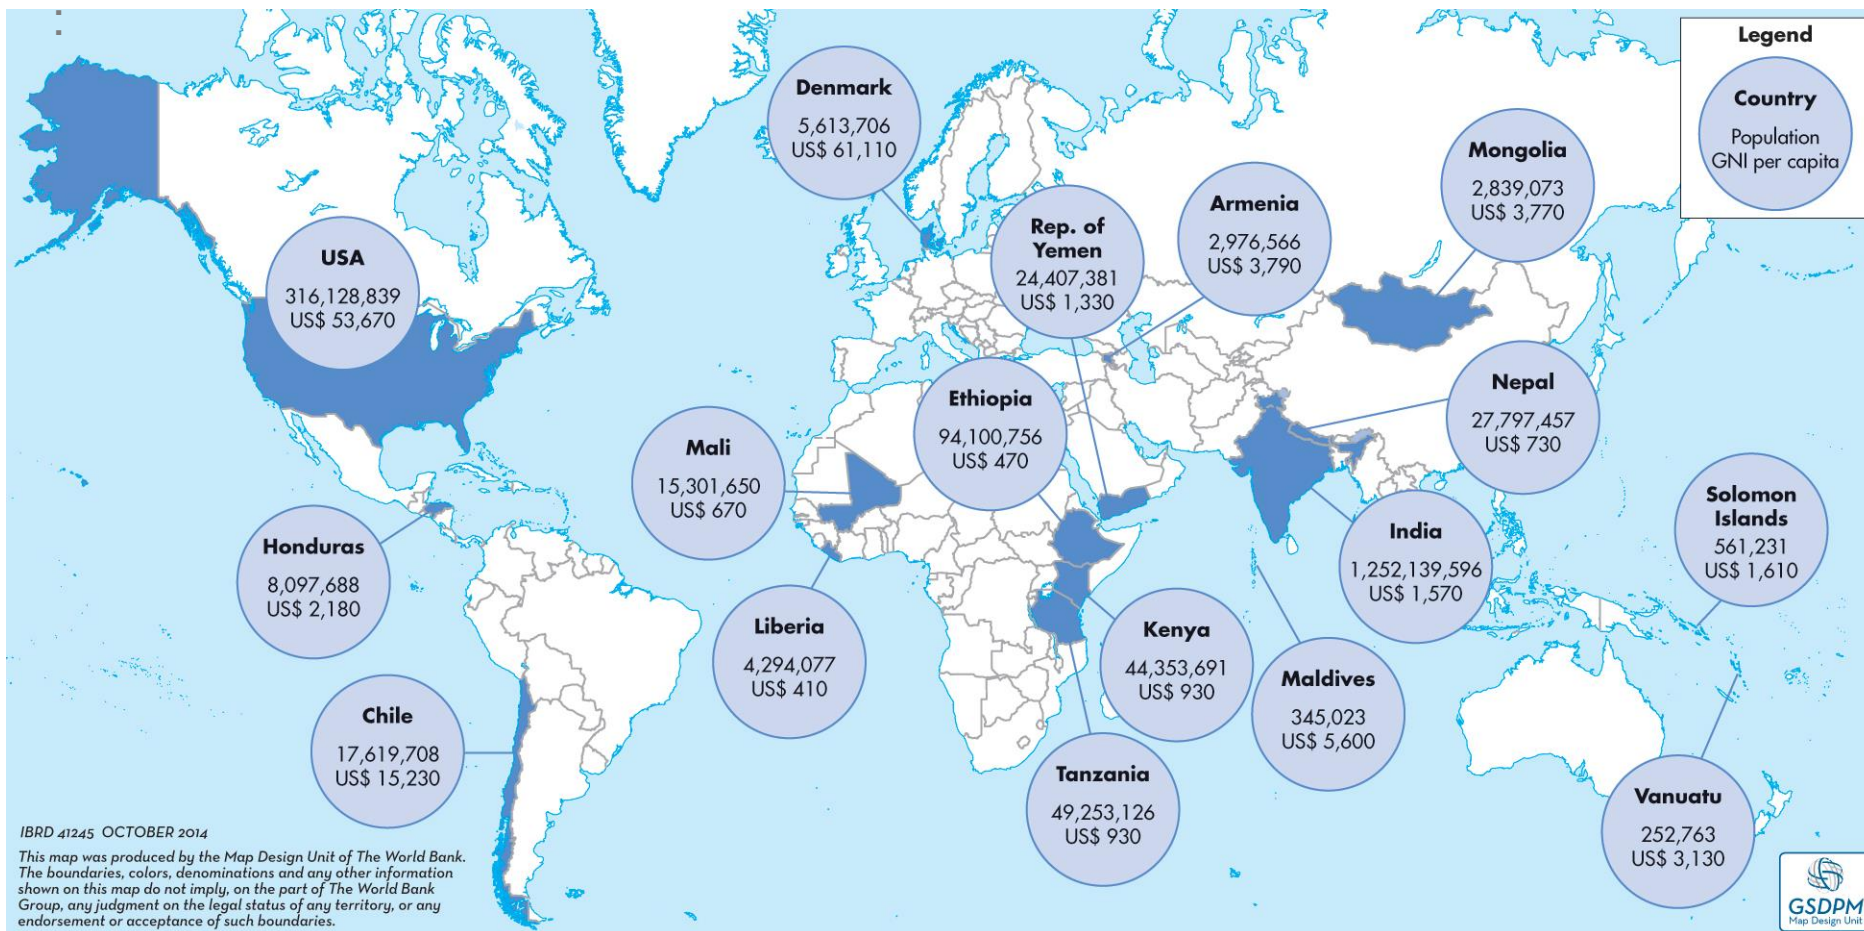 Legend
Country
Population
GNI per capita
Denmark
5,613,706
US$ 61,110
Mongolia
2,839,073
US$ 3,770
Armenia
2,976,566
US$ 3,790
Rep. of
Yemen
24,407,381
US$ 1,330
USA
316,128,839
US$ 53,670
Nepal
27,797,457
US$ 730
Ethiopia
94,100,756
US$ 470
Mali
15,301,650
US$ 670
Solomon
Islands
561,231
US$ 1,610
India
1,252,139,596
US$ 1,570
Honduras
8,097,688
US$ 2,180
Liberia
4,294,077
US$ 410
Kenya
44,353,691
US$ 930
Maldives
345,023
US$ 5,600
Chile
17,619,708
US$ 15,230
Tanzania
49,253,126
US$ 930
Vanuatu
252,763
US$ 3,130
IBRD 41245 OCTOBER 2014
This map was produced by the Map Design Unit of The World Bank.
The boundaries, colors, denominations and any other information
shown on this map do not imply, on the part of The World Bank
Group, any judgment on the legal status of any territory, or any
endorsement or acceptance of such boundaries.
GSDPM
Map Design Unit